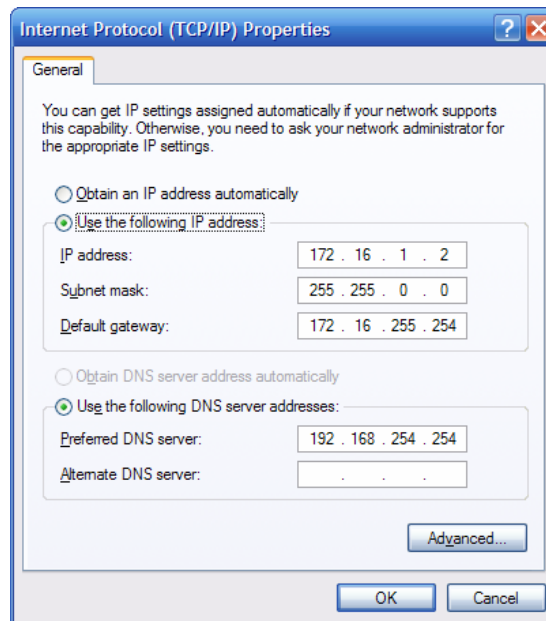 Internet Protocol (TCP/IP) Properties
General
You can get IP settings assigned automatically if your network supports
this capability. Otherwise, you need to ask your network administrator for
the appropriate IP settings.
Obtain an IP address automatically
Use the following IP address:
IP address: 172 . 16 . 1 . 2
Subnet mask: 255 . 255 . 0 . 0
Default gateway: 172 . 16 . 255 . 254
Obtain DNS server address automatically
Use the following DNS server addresses:
Preferred DNS server: 192 . 168 . 254 . 254
Alternate DNS server: . . .
Advanced...
OK Cancel